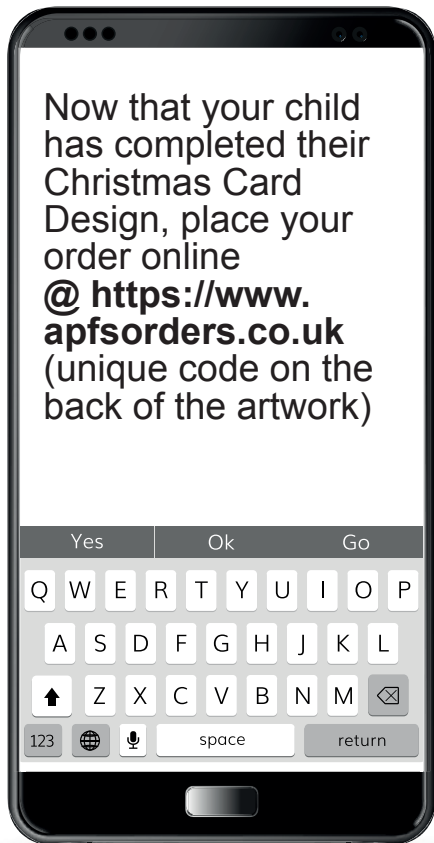 Now that your child
has completed their
Christmas Card
Design, place your
order online
@ https://www.
apfsorders.co.uk
(unique code on the
back of the artwork)
Yes Ok Go
Q W E R T Y U I O P
A S D F G H J K L
Z X C V B N M
123 space return